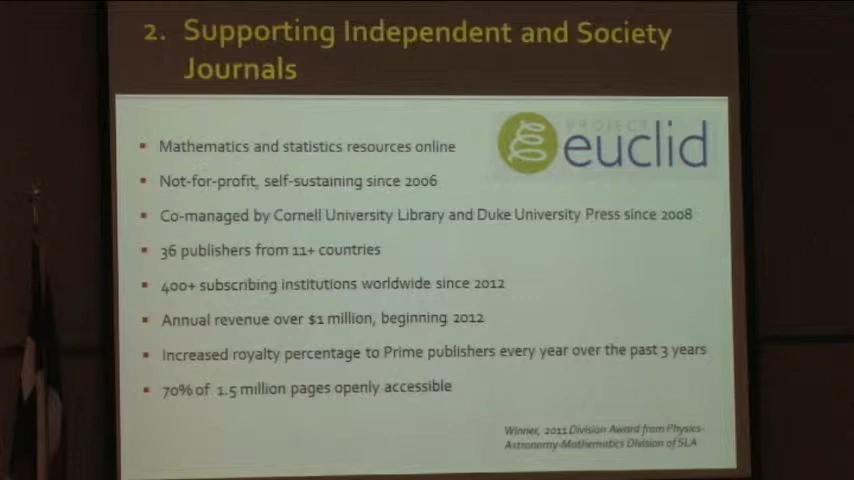 2. Supporting Independent and Society
Journals
PROJECT
euclid
Mathematics and statistics resources online
Not-for-profit, self-sustaining since 2006
Co-managed by Cornell University Library and Duke University Press since 2008
36 publishers from 11+ countries
400+ subscribing institutions worldwide since 2012
Annual revenue over $1 million, beginning 2012
Increased royalty percentage to Prime publishers every year over the past 3 years
70% of 1.5 million pages openly accessible
Winner, 2011 Division Award from Physics-
Astronomy-Mathematics Division of SLA